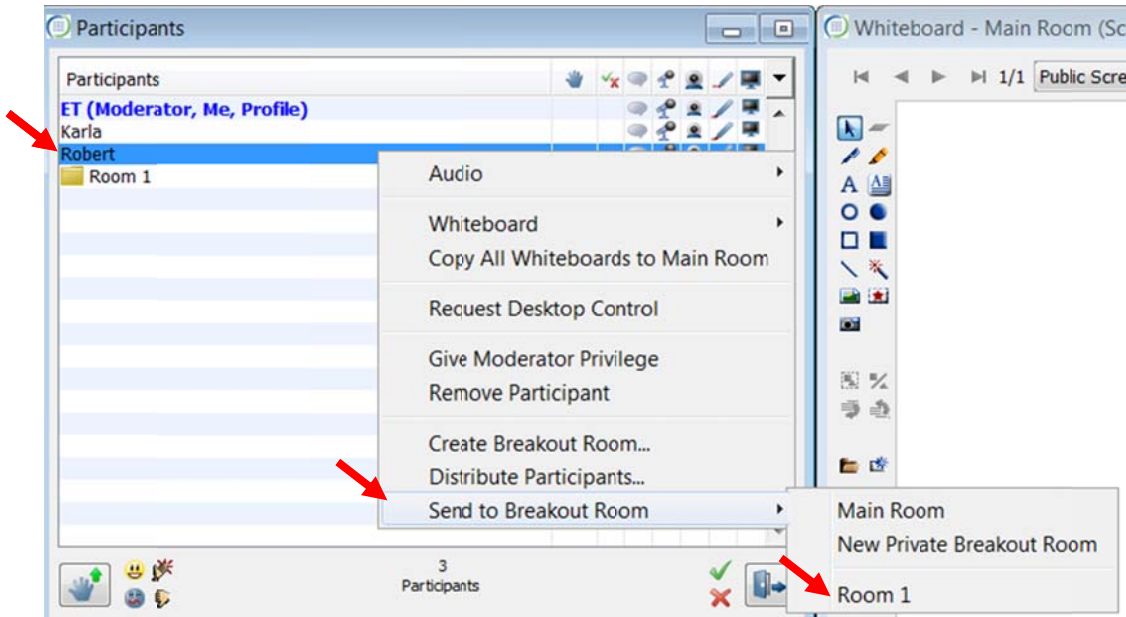 Participants
Whiteboard - Main Room (Sc
Participants
1/1 Public Scre
ET (Moderator, Me, Profile)
Karla
Robert
Room 1
Audio
Whiteboard
Copy All Whiteboards to Main Room
Request Desktop Control
Give Moderator Privilege
Remove Participant
Create Breakout Room...
Distribute Participants...
Send to Breakout Room
Main Room
New Private Breakout Room
Room 1
3
Participants